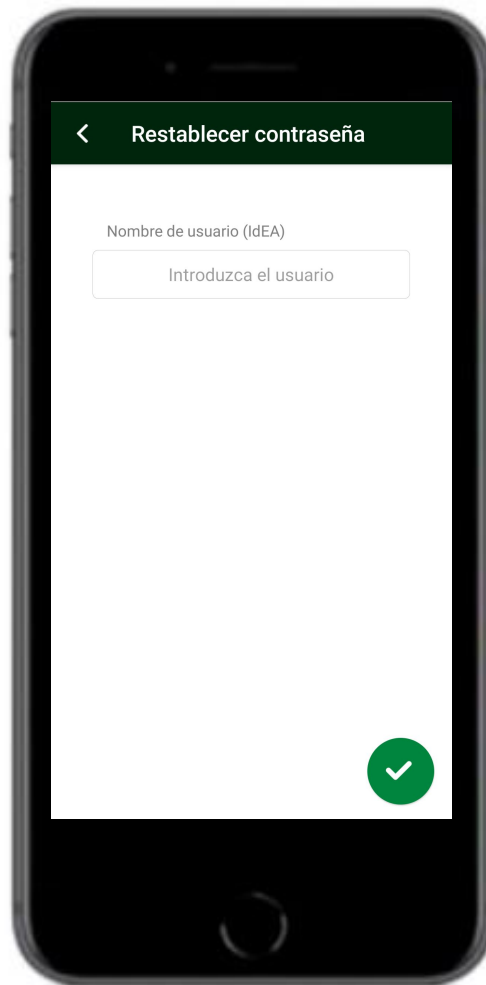 Restablecer contraseña
Nombre de usuario (IdEA)
Introduzca el usuario